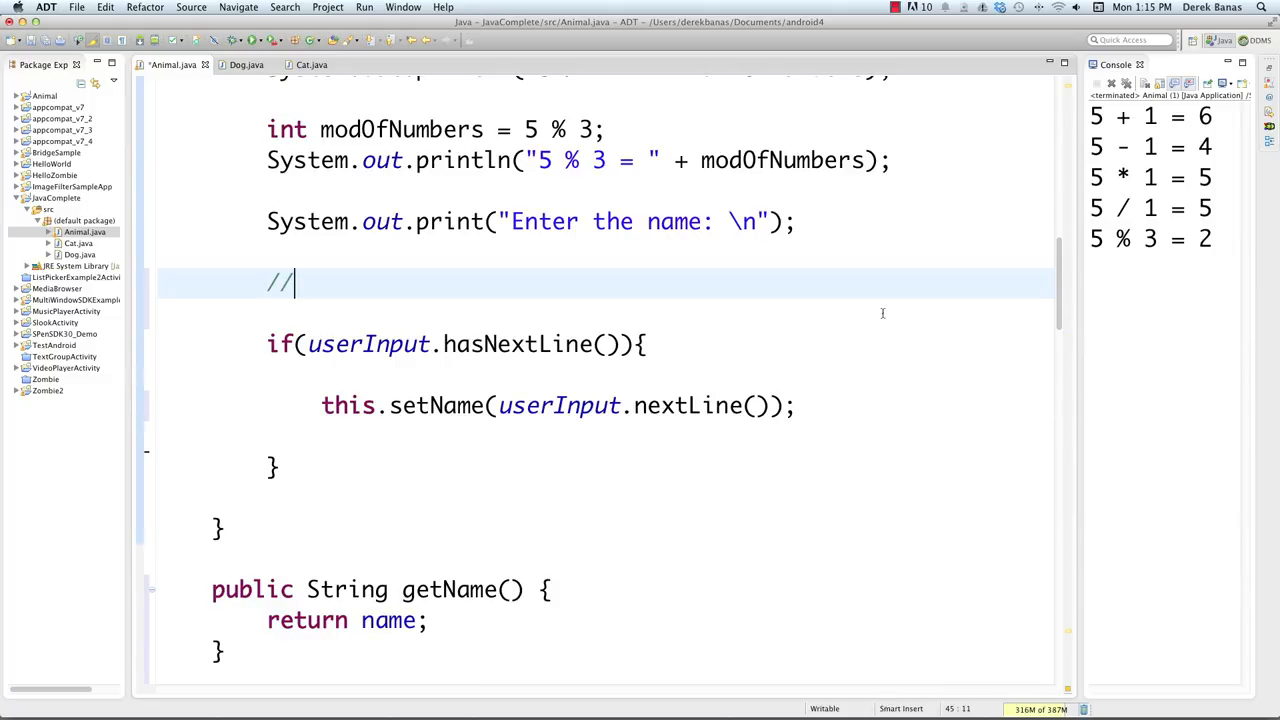 ADT File Edit Refactor Source Navigate Search Project Run Window Help 10 Mon 1:15 PM Derek Banas
Java – JavaComplete/src/Animal.java – ADT – /Users/derekbanas/Documents/android4
Quick Access Java DDMS
Package Exp
*Animal.java Dog.java Cat.java
Console
<terminated> Animal (1) [Java Application] /S
Animal
appcompat_v7
appcompat_v7_2
appcompat_v7_3
appcompat_v7_4
BridgeSample
HelloWorld
HelloZombie
ImageFilterSampleApp
JavaComplete
src
(default package)
Animal.java
Cat.java
Dog.java
JRE System Library [Ja
ListPickerExample2Activi
MediaBrowser
MultiWindowSDKExample
MusicPlayerActivity
SlookActivity
SPenSDK30_Demo
TestAndroid
TextGroupActivity
VideoPlayerActivity
Zombie
Zombie2
int modOfNumbers = 5 % 3;
System.out.println("5 % 3 = " + modOfNumbers);
System.out.print("Enter the name: \n");
//
if(userInput.hasNextLine()){
this.setName(userInput.nextLine());
}
}
public String getName() {
return name;
}
5 + 1 = 6
5 - 1 = 4
5 * 1 = 5
5 / 1 = 5
5 % 3 = 2
Writable Smart Insert 45 : 11 316M of 387M